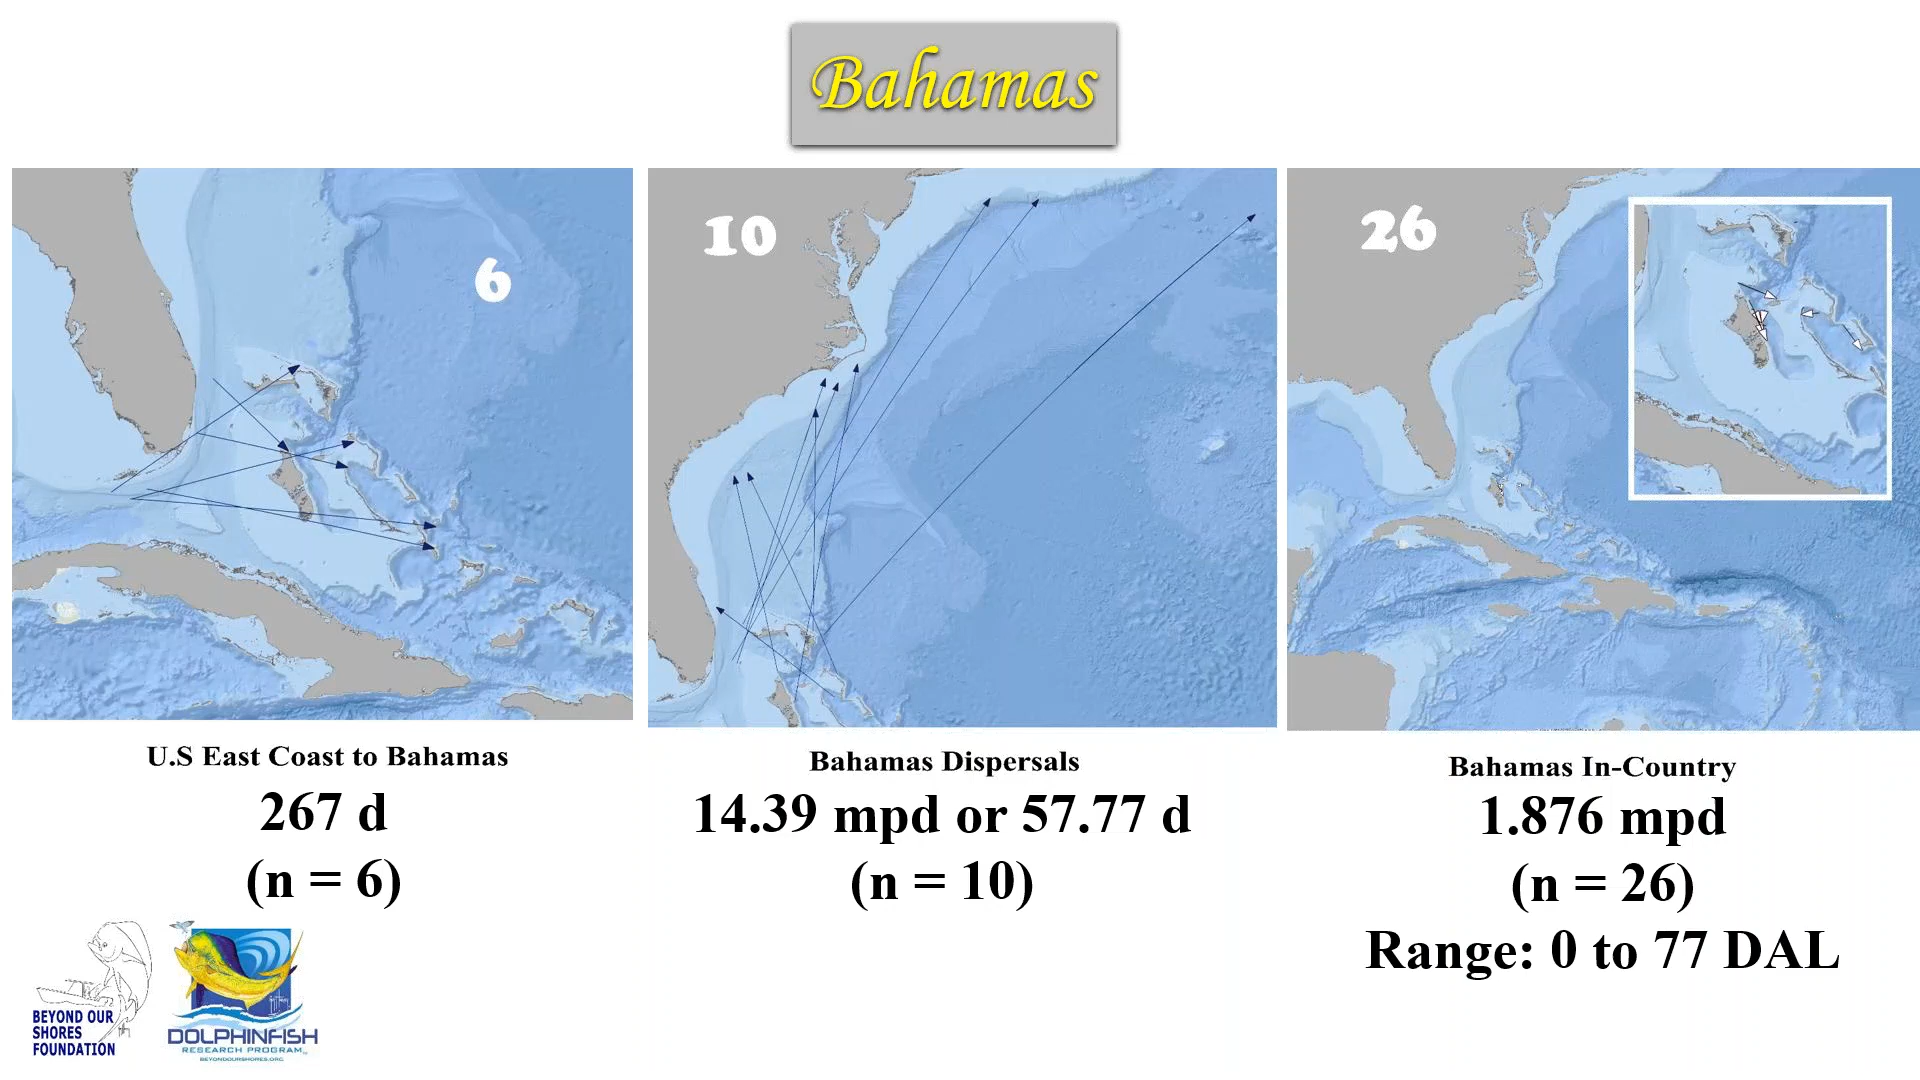 Bahamas
6
10
26
U.S East Coast to Bahamas
267 d
(n = 6)
Bahamas Dispersals
14.39 mpd or 57.77 d
(n = 10)
Bahamas In-Country
1.876 mpd
(n = 26)
Range: 0 to 77 DAL
BEYOND OUR
SHORES
FOUNDATION
DOLPHINFISH
RESEARCH PROGRAM
BEYONDOURSHORES.ORG